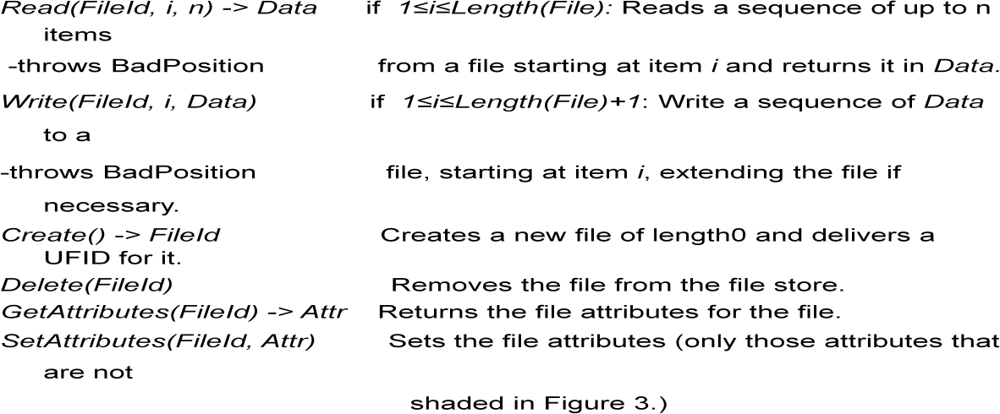 Read(FileId, i, n) -> Data if 1≤i≤Length(File): Reads a sequence of up to n
items
-throws BadPosition from a file starting at item i and returns it in Data.
Write(FileId, i, Data) if 1≤i≤Length(File)+1: Write a sequence of Data
to a
-throws BadPosition file, starting at item i, extending the file if
necessary.
Create() -> FileId Creates a new file of length0 and delivers a
UFID for it.
Delete(FileId) Removes the file from the file store.
GetAttributes(FileId) -> Attr Returns the file attributes for the file.
SetAttributes(FileId, Attr) Sets the file attributes (only those attributes that
are not
shaded in Figure 3.)